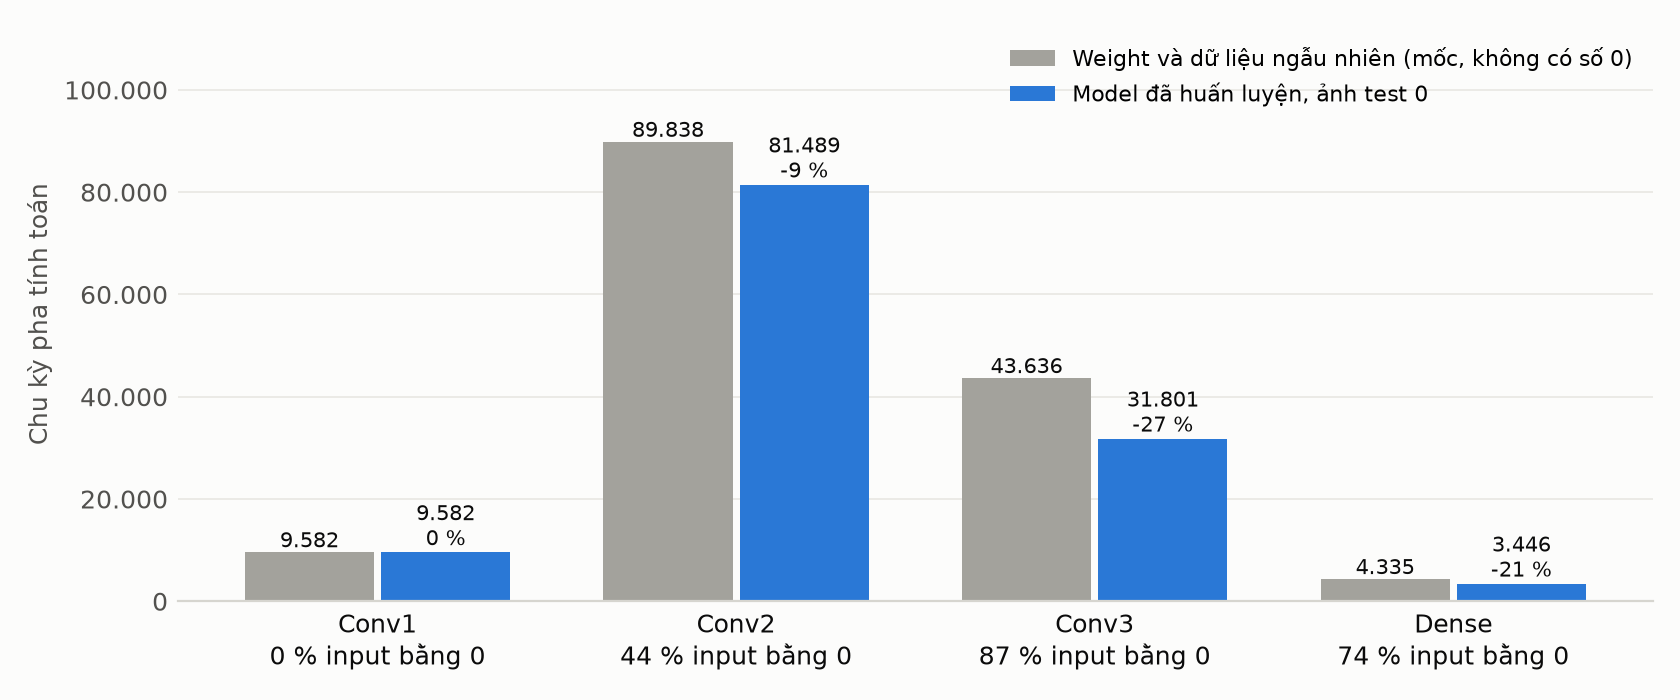 Weight và dữ liệu ngẫu nhiên (mốc, không có số 0)
Model đã huấn luyện, ảnh test 0
Chu kỳ pha tính toán
100.000
80.000
60.000
40.000
20.000
0
9.582
9.582
0 %
89.838
81.489
-9 %
43.636
31.801
-27 %
4.335
3.446
-21 %
Conv1
0 % input bằng 0
Conv2
44 % input bằng 0
Conv3
87 % input bằng 0
Dense
74 % input bằng 0